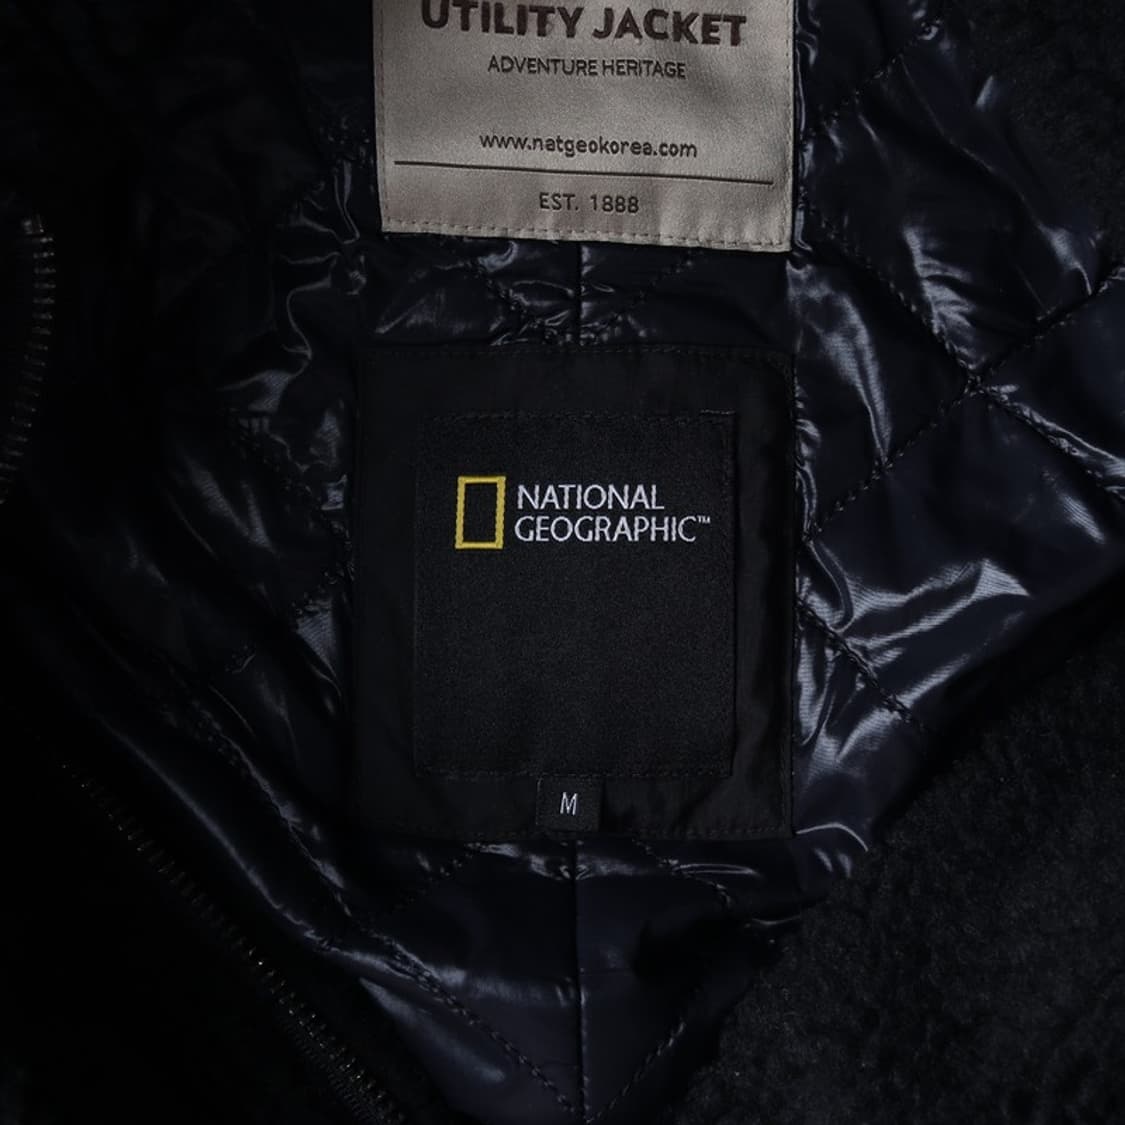 UTILITY JACKET
ADVENTURE HERITAGE
www.natgeokorea.com
EST. 1888
NATIONAL
GEOGRAPHIC™
M